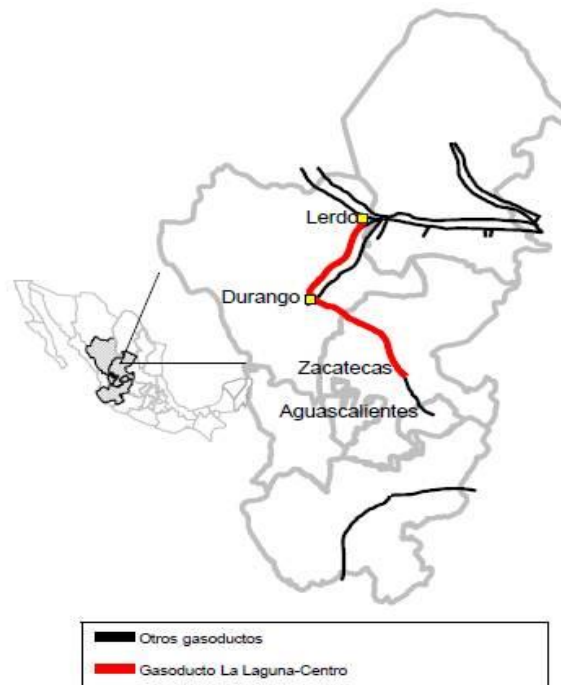 Lerdo
Durango
Zacatecas
Aguascalientes
Otros gasoductos
Gasoducto La Laguna-Centro